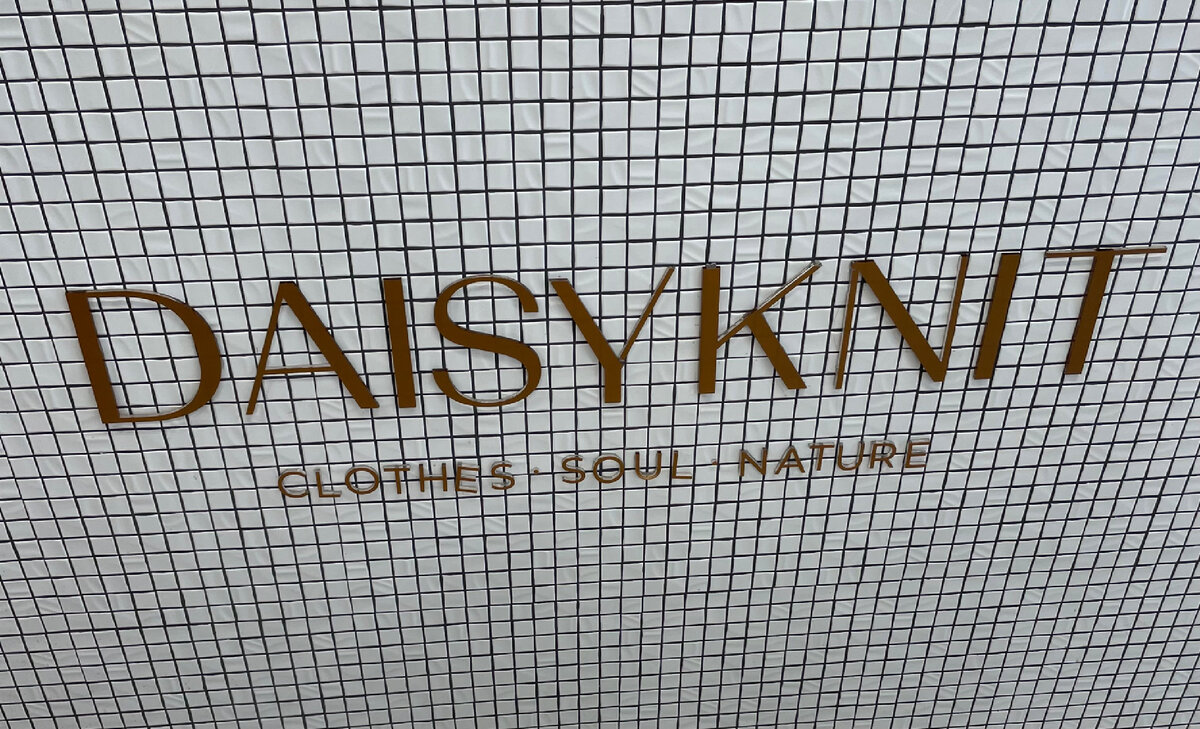 DAISYKNIT
CLOTHES · SOUL · NATURE